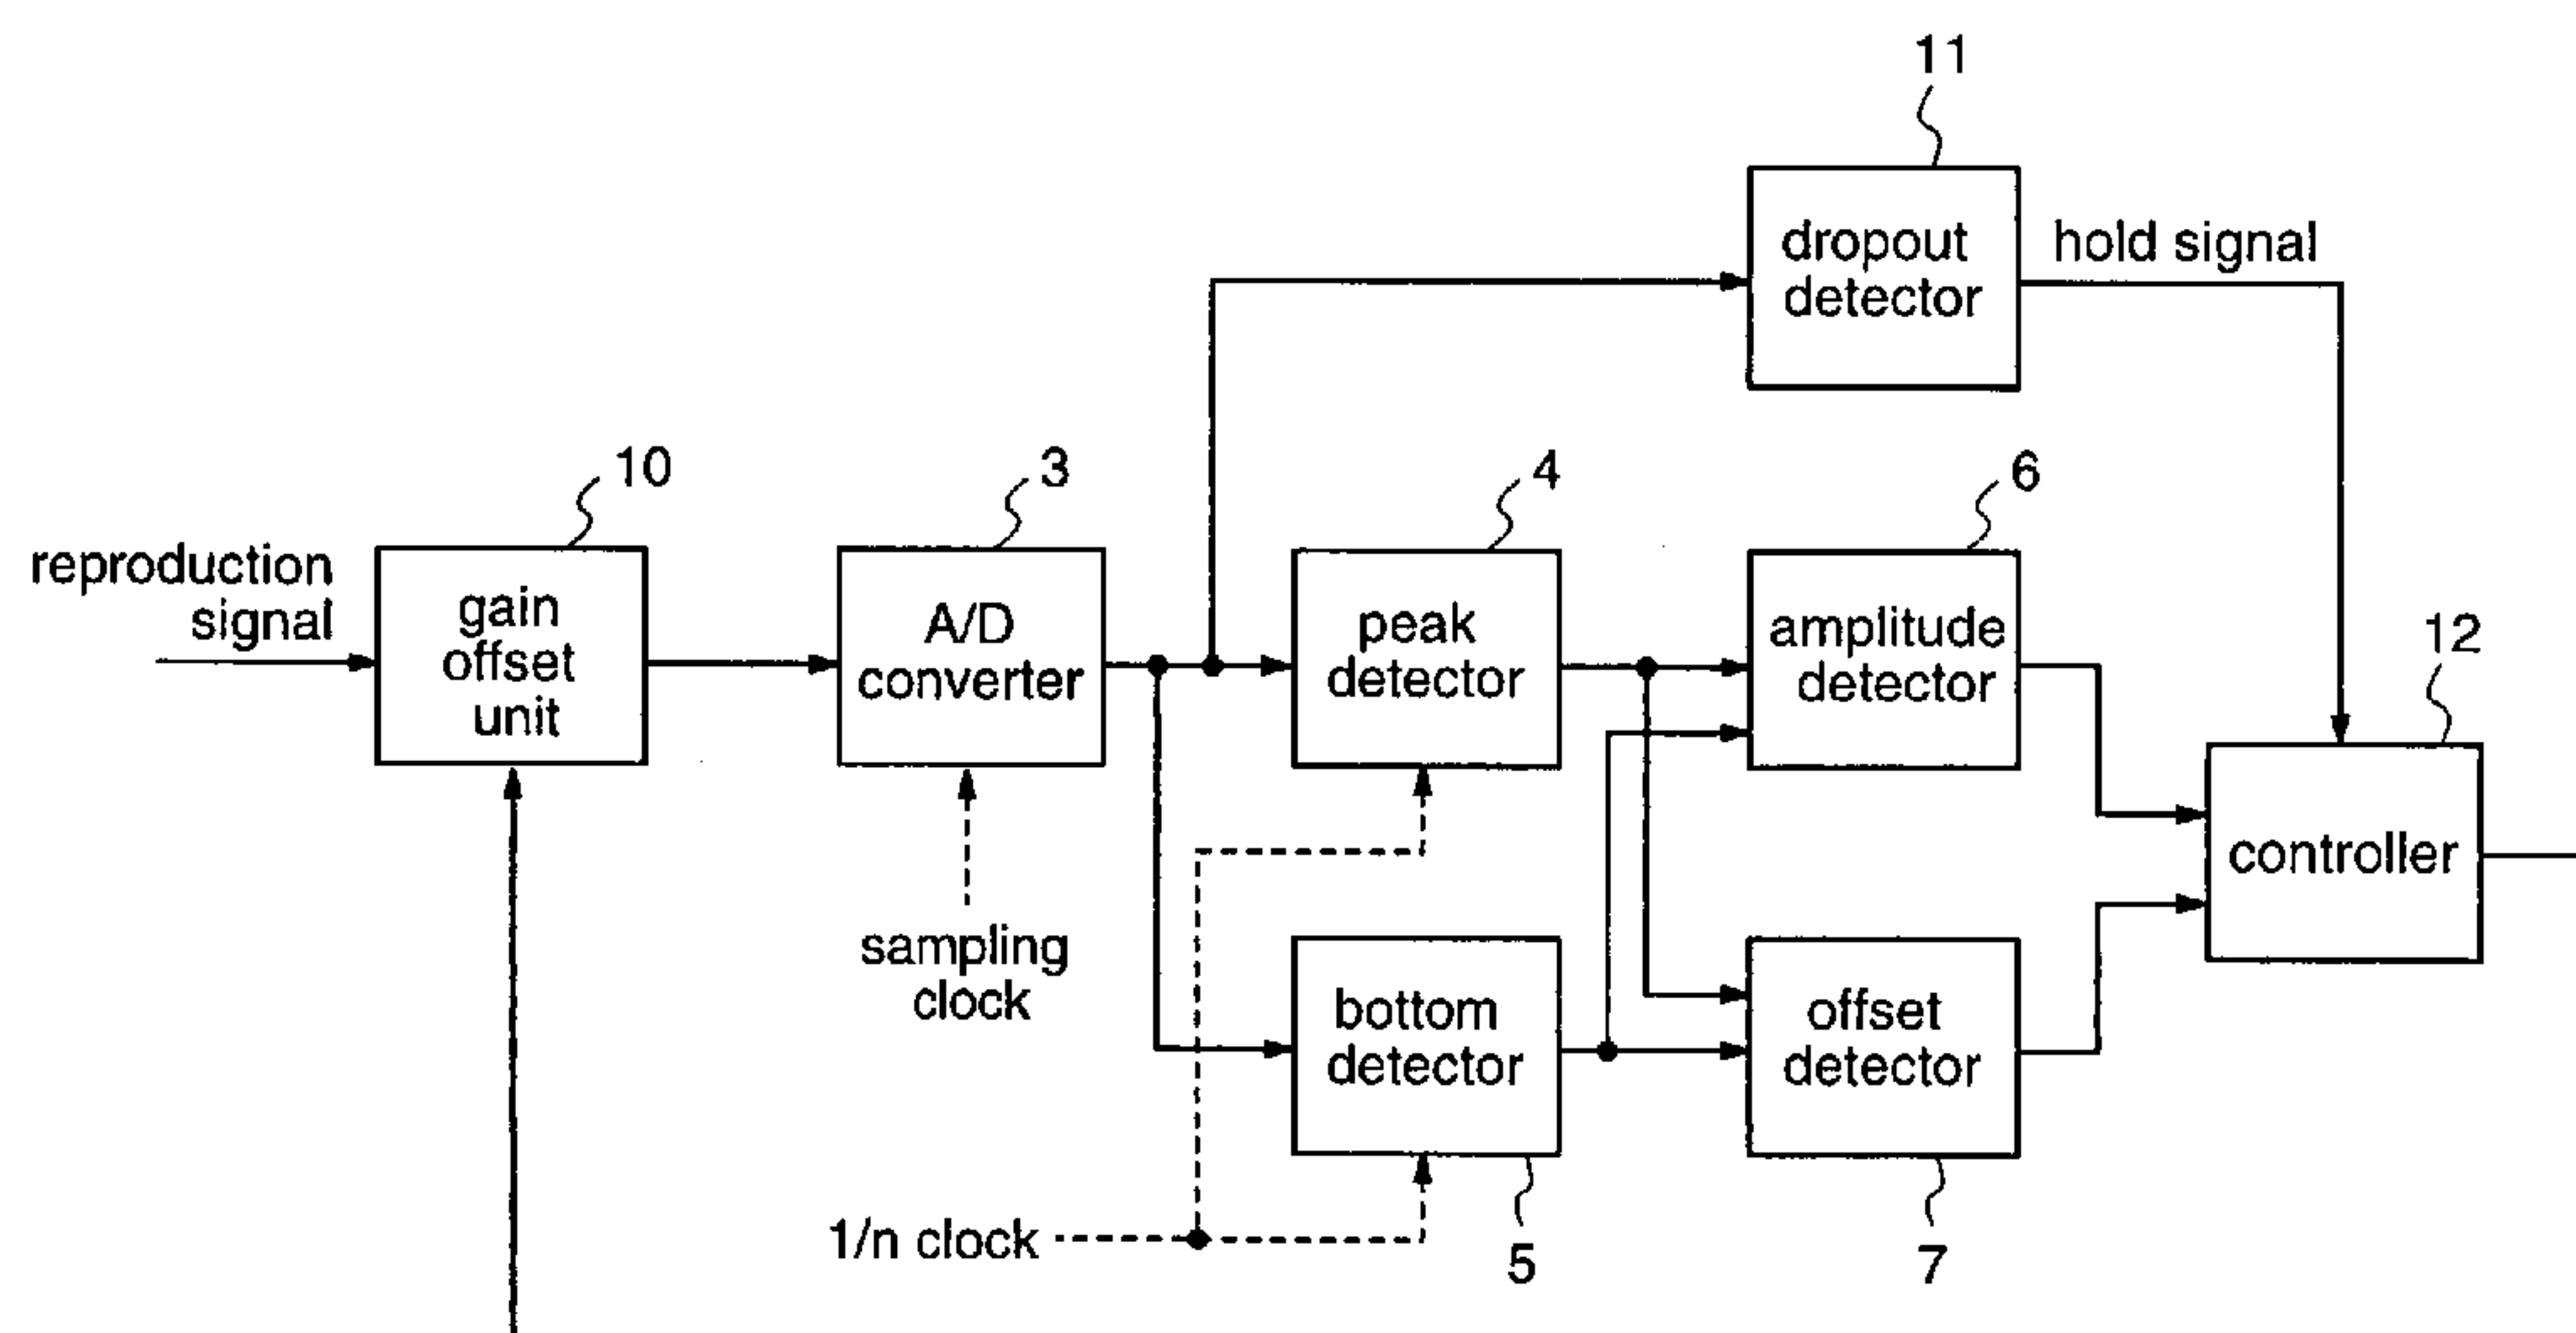 11
dropout
detector
hold signal
10
3
4
6
12
reproduction
signal
gain
offset
unit
A/D
converter
peak
detector
amplitude
detector
controller
sampling
clock
bottom
detector
offset
detector
1/n clock
5
7